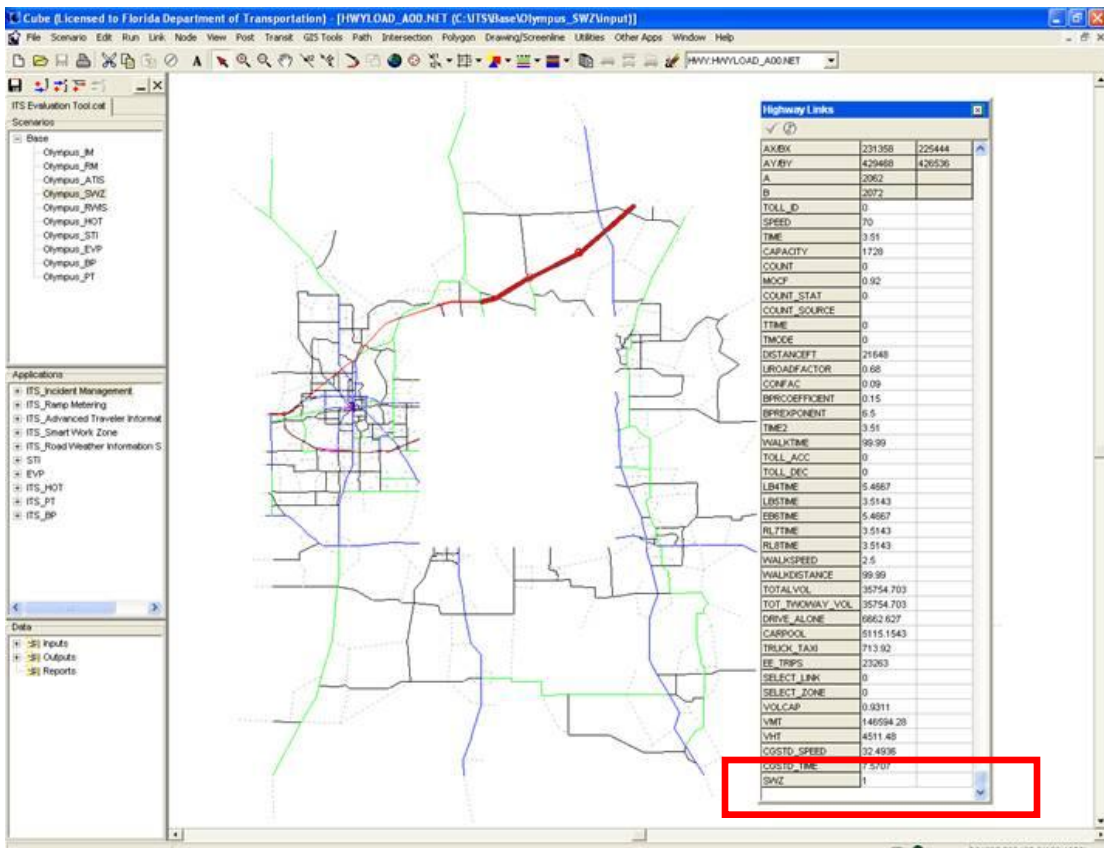 Cube (Licensed to Florida Department of Transportation) - [HWYLOAD_A00.NET (C:\ITS\Base\Olympus_SWZ\input)]
File Scenario Edit Run Link Node View Post Transit GIS Tools Path Intersection Polygon Drawing/Screenline Utilities Other Apps Window Help
HWY:HWYLOAD_A00.NET
ITS Evaluation Tool.cat
Scenarios
Base
Olympus_IM
Olympus_RM
Olympus_ATIS
Olympus_SWZ
Olympus_RWIS
Olympus_HOT
Olympus_STI
Olympus_EVP
Olympus_BP
Olympus_PT
Applications
ITS_Incident Management
ITS_Ramp Metering
ITS_Advanced Traveler Informat
ITS_Smart Work Zone
ITS_Road Weather Information S
STI
EVP
ITS_HOT
ITS_PT
ITS_BP
Data
Inputs
Outputs
Reports
Highway Links
AX/BX 231358 225444
AY/BY 429468 426536
A 2062
B 2072
TOLL_ID 0
SPEED 70
TIME 3.51
CAPACITY 1728
COUNT 0
MOCF 0.92
COUNT_STAT 0
COUNT_SOURCE
TTIME 0
TMODE 0
DISTANCEFT 21648
UROADFACTOR 0.68
CONFAC 0.09
BPRCOEFFICIENT 0.15
BPREXPONENT 6.5
TIME2 3.51
WALKTIME 99.99
TOLL_ACC 0
TOLL_DEC 0
LB4TIME 5.4667
LB5TIME 3.5143
EB6TIME 5.4667
RL7TIME 3.5143
RL8TIME 3.5143
WALKSPEED 2.5
WALKDISTANCE 99.99
TOTALVOL 35754.703
TOT_TWOWAY_VOL 35754.703
DRIVE_ALONE 6662.627
CARPOOL 5115.1543
TRUCK_TAXI 713.92
EE_TRIPS 23263
SELECT_LINK 0
SELECT_ZONE 0
VOLCAP 0.9311
VMT 146594.28
VHT 4511.48
CGSTD_SPEED 32.4936
CGSTD_TIME 7.5707
SWZ 1